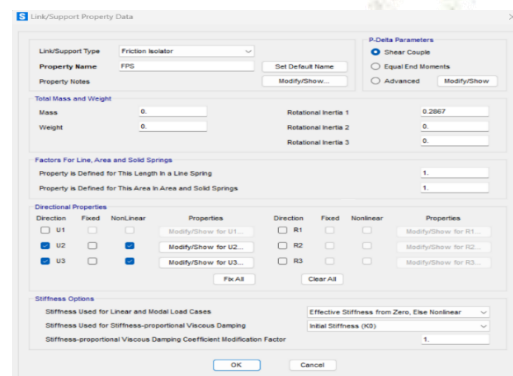 S Link/Support Property Data
P-Delta Parameters
Link/Support Type Friction Isolator Shear Couple
Property Name FPS Set Default Name Equal End Moments
Property Notes Modify/Show... Advanced Modify/Show
Total Mass and Weight
Mass 0. Rotational Inertia 1 0.2867
Weight 0. Rotational Inertia 2 0.
Rotational Inertia 3 0.
Factors For Line, Area and Solid Springs
Property is Defined for This Length In a Line Spring 1.
Property is Defined for This Area In Area and Solid Springs 1.
Directional Properties
Direction Fixed NonLinear Properties Direction Fixed Nonlinear Properties
U1 Modify/Show for U1... R1 Modify/Show for R1...
U2 Modify/Show for U2... R2 Modify/Show for R2...
U3 Modify/Show for U3... R3 Modify/Show for R3...
Fix All Clear All
Stiffness Options
Stiffness Used for Linear and Modal Load Cases Effective Stiffness from Zero, Else Nonlinear
Stiffness Used for Stiffness-proportional Viscous Damping Initial Stiffness (K0)
Stiffness-proportional Viscous Damping Coefficient Modification Factor 1.
OK Cancel